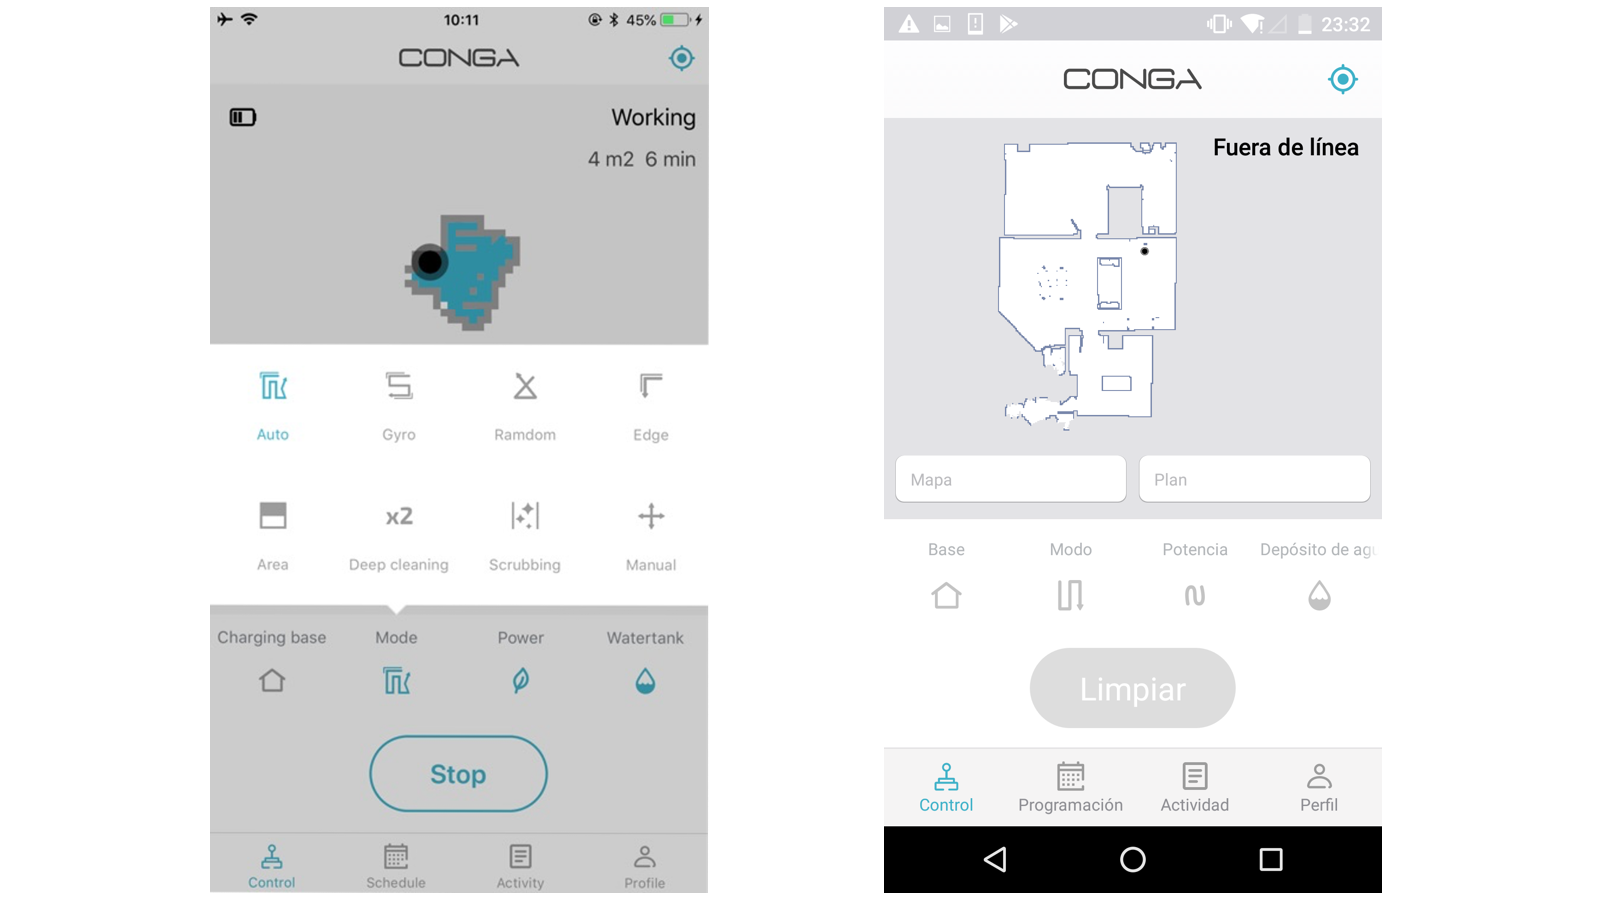 10:11
45%
CONGA
Working
4 m2 6 min
Auto
Gyro
Ramdom
Edge
Area
x2
Deep cleaning
Scrubbing
Manual
Charging base
Mode
Power
Watertank
Stop
Control
Schedule
Activity
Profile
23:32
CONGA
Fuera de línea
Mapa
Plan
Base
Modo
Potencia
Depósito de agu
Limpiar
Control
Programación
Actividad
Perfil